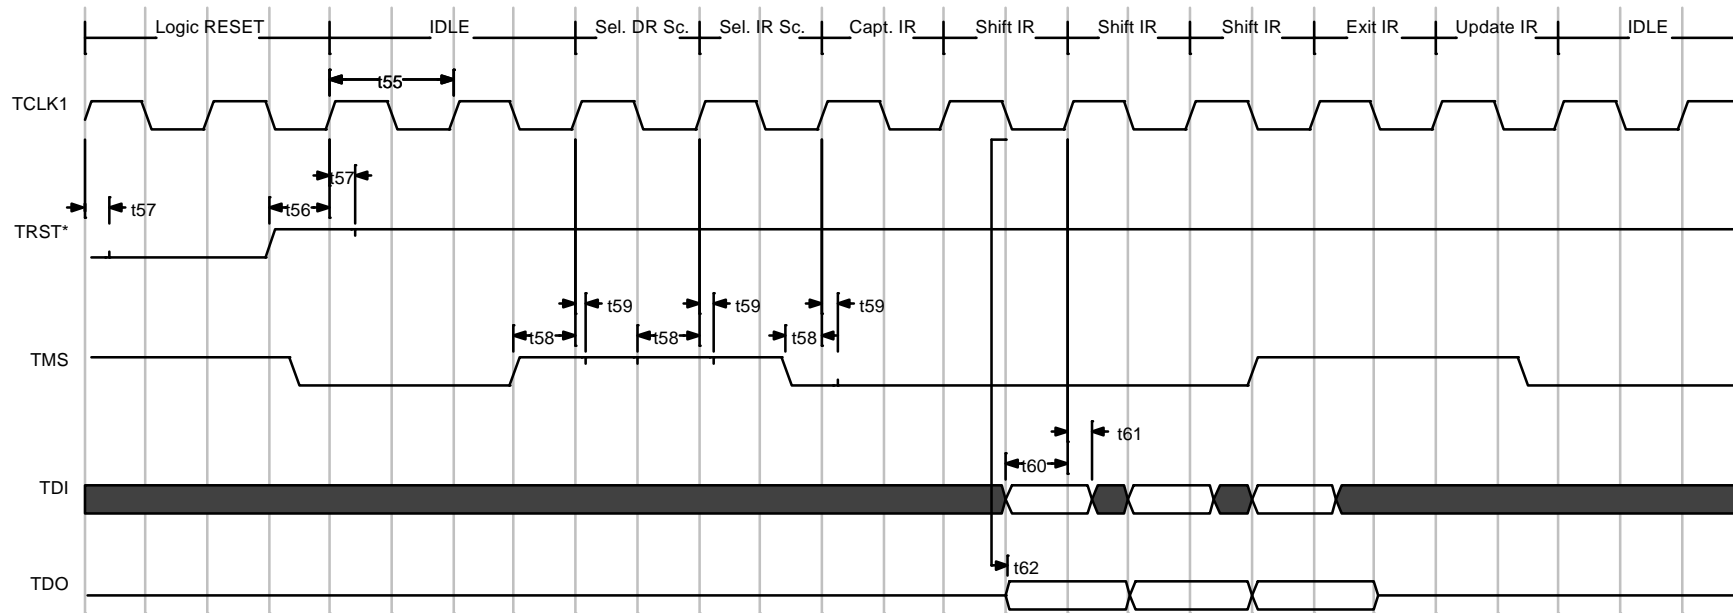 Logic RESET IDLE Sel. DR Sc. Sel. IR Sc. Capt. IR Shift IR Shift IR Shift IR Exit IR Update IR IDLE
t55
TCLK1
t57
t57 t56
TRST*
t59 t59 t59
t58 t58 t58
TMS
t61
t60
TDI
t62
TDO